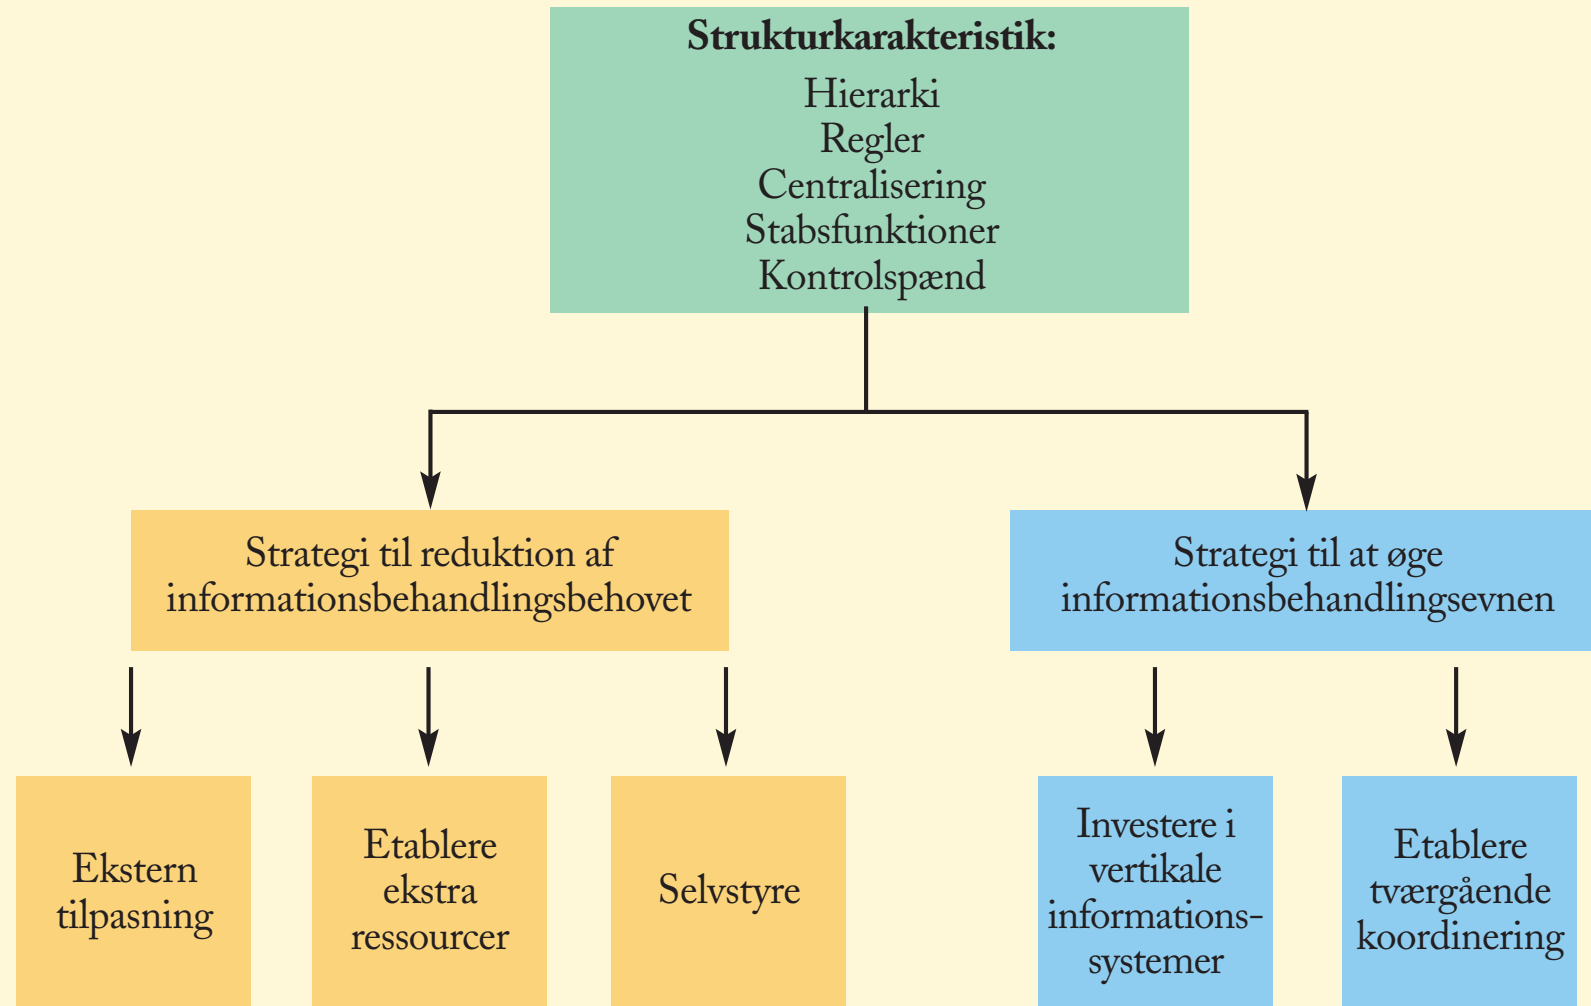 Strukturkarakteristik:
Hierarki
Regler
Centralisering
Stabsfunktioner
Kontrolspænd
Strategi til reduktion af
informationsbehandlingsbehovet
Strategi til at øge
informationsbehandlingsevnen
Ekstern
tilpasning
Etablere
ekstra
ressourcer
Selvstyre
Investere i
vertikale
informations-
systemer
Etablere
tværgående
koordinering